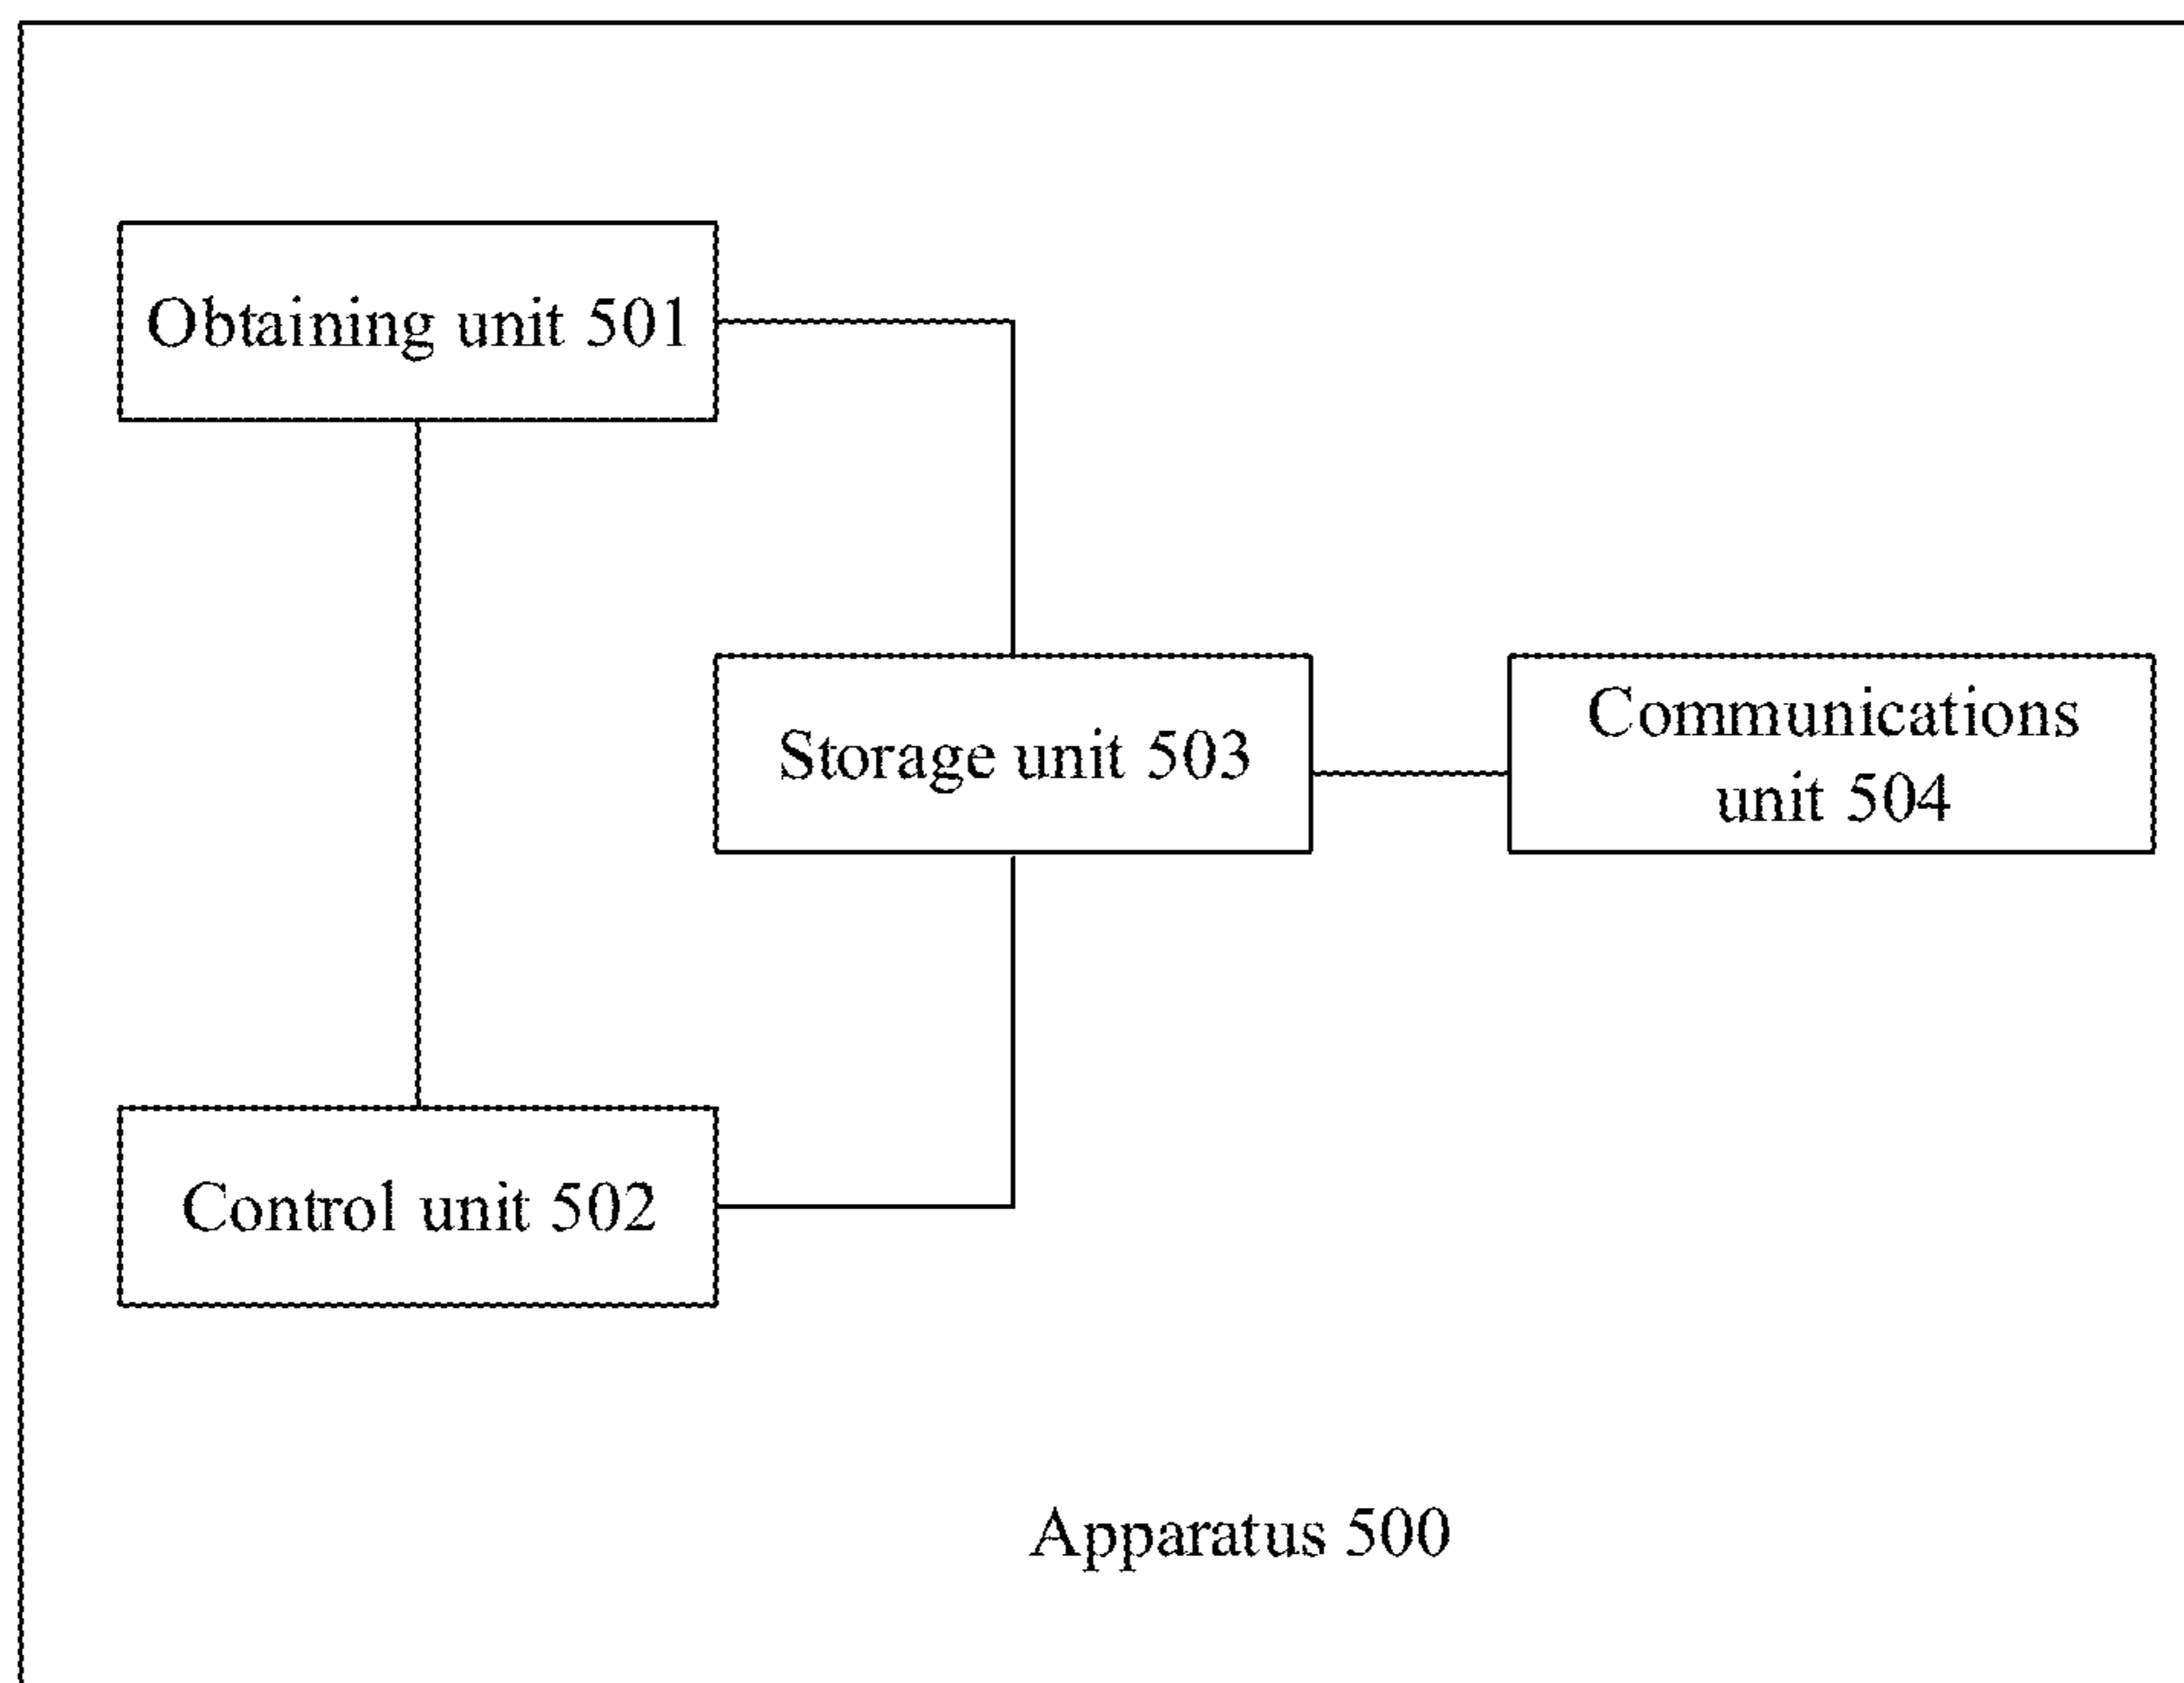 Obtaining unit 501
Storage unit 503
Communications
unit 504
Control unit 502
Apparatus 500